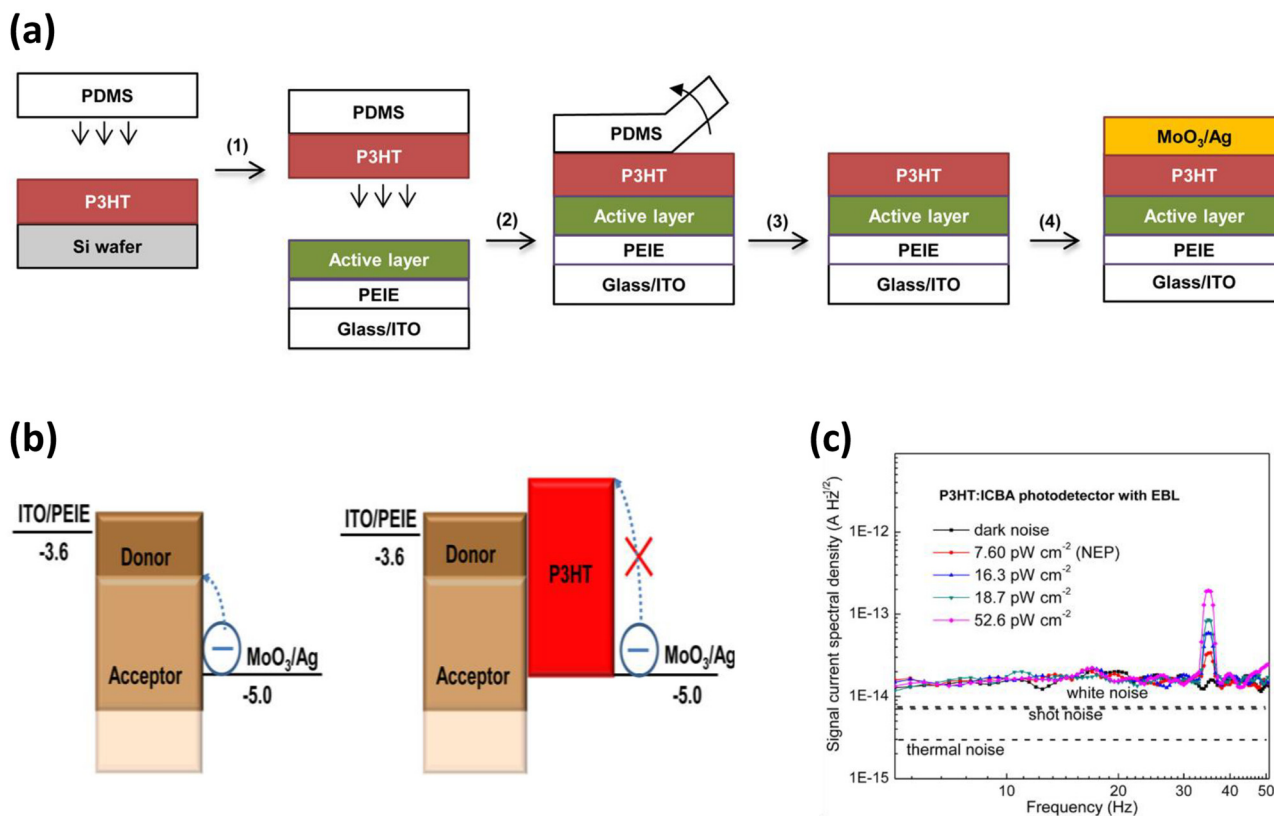 (a)
PDMS
P3HT
Si wafer
(1)
PDMS
P3HT
Active layer
PEIE
Glass/ITO
(2)
PDMS
P3HT
Active layer
PEIE
Glass/ITO
(3)
P3HT
Active layer
PEIE
Glass/ITO
(4)
MoO₃/Ag
P3HT
Active layer
PEIE
Glass/ITO
(b)
ITO/PEIE
-3.6
Donor
Acceptor
MoO₃/Ag
-5.0
ITO/PEIE
-3.6
Donor
Acceptor
P3HT
MoO₃/Ag
-5.0
(c)
Signal current spectral density (A Hz^1/2)
1E-12
1E-13
1E-14
1E-15
P3HT:ICBA photodetector with EBL
dark noise
7.60 pW cm⁻² (NEP)
16.3 pW cm⁻²
18.7 pW cm⁻²
52.6 pW cm⁻²
white noise
shot noise
thermal noise
10 20 30 40 50
Frequency (Hz)